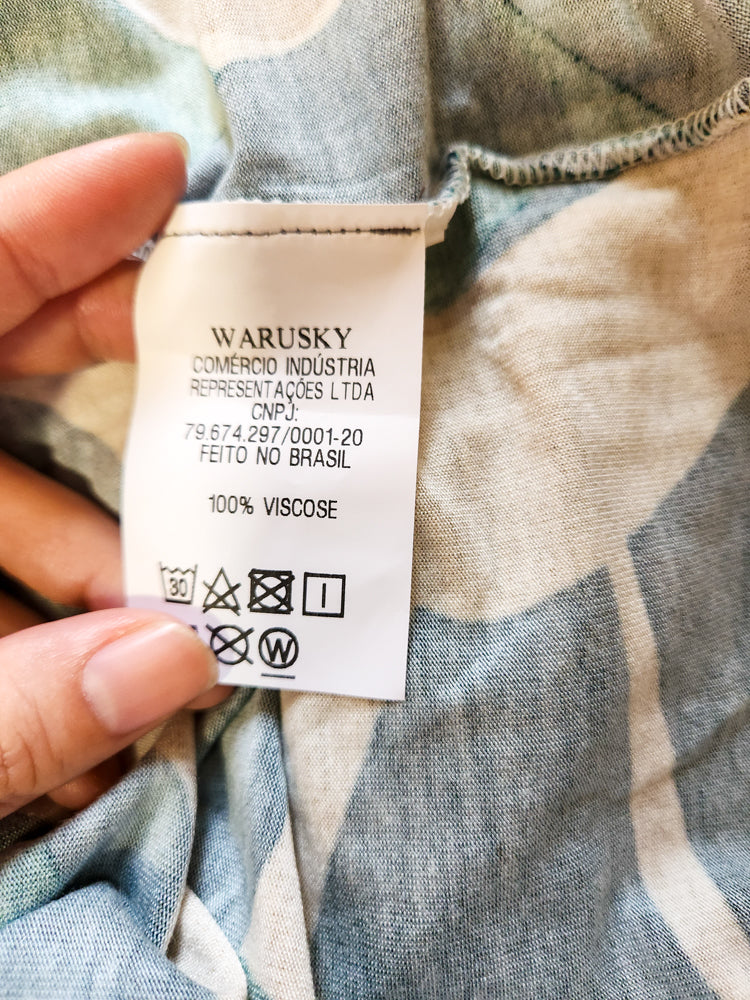 WARUSKY
COMÉRCIO INDÚSTRIA
REPRESENTAÇÕES LTDA
CNPJ:
79.674.297/0001-20
FEITO NO BRASIL
100% VISCOSE
30
W